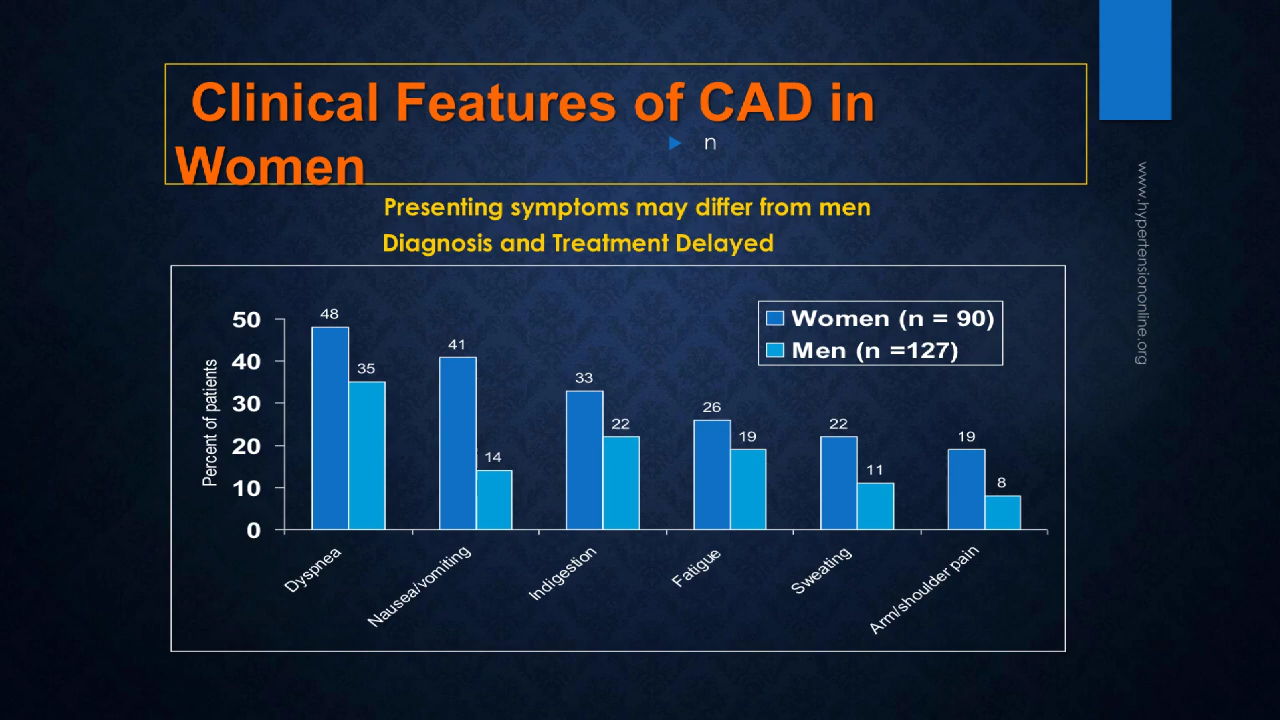 Clinical Features of CAD in
Women
n
Presenting symptoms may differ from men
Diagnosis and Treatment Delayed
www.hypertensiononline.org
Women (n = 90)
Men (n =127)
Percent of patients
50
40
30
20
10
0
48
35
41
14
33
22
26
19
22
11
19
8
Dyspnea
Nausea/vomiting
Indigestion
Fatigue
Sweating
Arm/shoulder pain